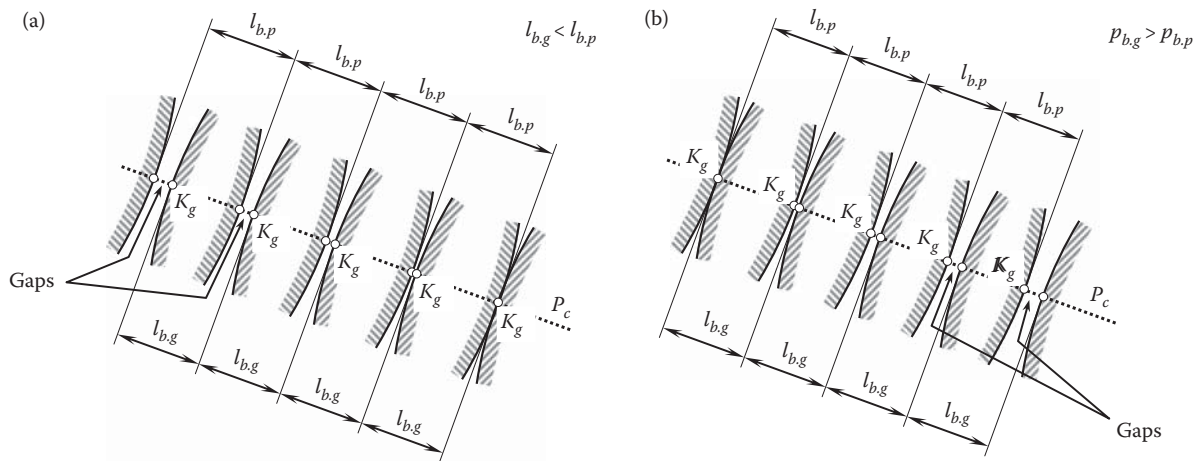 (a)
l_{b.g} < l_{b.p}
l_{b.p}
l_{b.p}
l_{b.p}
l_{b.p}
K_g
K_g
K_g
K_g
K_g
P_c
Gaps
l_{b.g}
l_{b.g}
l_{b.g}
l_{b.g}
(b)
p_{b.g} > p_{b.p}
l_{b.p}
l_{b.p}
l_{b.p}
l_{b.p}
K_g
K_g
K_g
K_g
K_g
P_c
Gaps
l_{b.g}
l_{b.g}
l_{b.g}
l_{b.g}